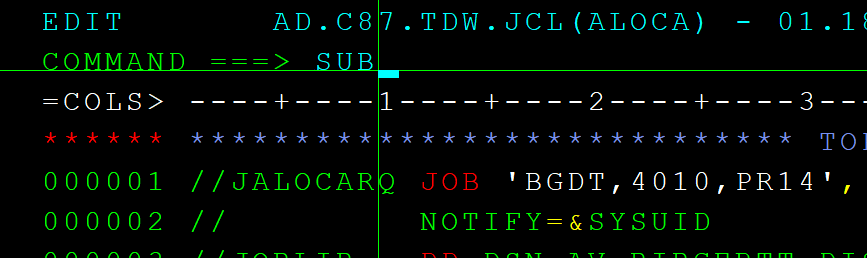 EDIT AD.C87.TDW.JCL(ALOCA) - 01.18
COMMAND ===> SUB
=COLS> ----+----1----+----2----+----3--
****** ***************************** TO
000001 //JALOCARQ JOB 'BGDT,4010,PR14',
000002 // NOTIFY=&SYSUID